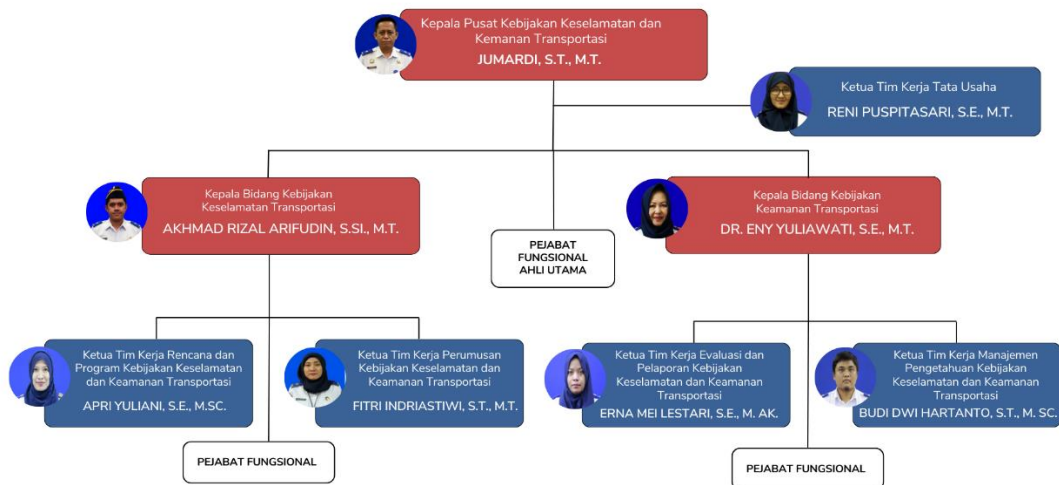 Kepala Pusat Kebijakan Keselamatan dan
Kemanan Transportasi
JUMARDI, S.T., M.T.
Ketua Tim Kerja Tata Usaha
RENI PUSPITASARI, S.E., M.T.
Kepala Bidang Kebijakan
Keselamatan Transportasi
AKHMAD RIZAL ARIFUDIN, S.SI., M.T.
PEJABAT
FUNGSIONAL
AHLI UTAMA
Kepala Bidang Kebijakan
Keamanan Transportasi
DR. ENY YULIAWATI, S.E., M.T.
Ketua Tim Kerja Rencana dan
Program Kebijakan Keselamatan
dan Keamanan Transportasi
APRI YULIANI, S.E., M.SC.
Ketua Tim Kerja Perumusan
Kebijakan Keselamatan dan
Keamanan Transportasi
FITRI INDRIASTIWI, S.T., M.T.
Ketua Tim Kerja Evaluasi dan
Pelaporan Kebijakan
Keselamatan dan Keamanan
Transportasi
ERNA MEI LESTARI, S.E., M. AK.
Ketua Tim Kerja Manajemen
Pengetahuan Kebijakan
Keselamatan dan Keamanan
Transportasi
BUDI DWI HARTANTO, S.T., M. SC.
PEJABAT FUNGSIONAL
PEJABAT FUNGSIONAL